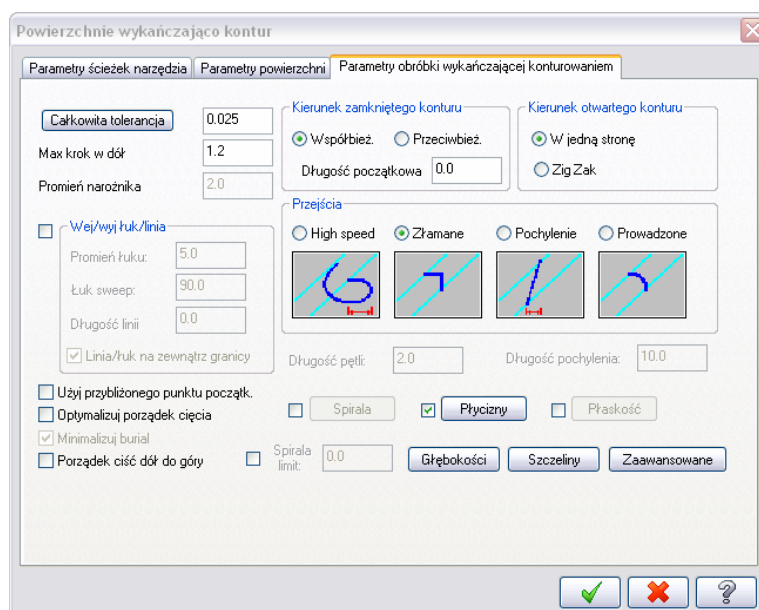 Powierzchnie wykańczająco kontur
Parametry ścieżek narzędzia Parametry powierzchni Parametry obróbki wykańczającej konturowaniem
Całkowita tolerancja 0.025
Max krok w dół 1.2
Promień narożnika 2.0
Kierunek zamkniętego konturu
Współbież. Przeciwbież.
Długość początkowa 0.0
Kierunek otwartego konturu
W jedną stronę
Zig Zak
Wej/wyj łuk/linia
Promień łuku: 5.0
Łuk sweep: 90.0
Długość linii 0.0
Linia/łuk na zewnątrz granicy
Przejścia
High speed Złamane Pochylenie Prowadzone
Długość pętli: 2.0 Długość pochylenia: 10.0
Użyj przybliżonego punktu początk.
Optymalizuj porządek cięcia
Minimalizuj burial
Porządek ciść dół do góry
Spirala Płycizny Płaskość
Spirala limit: 0.0 Głębokości Szczeliny Zaawansowane